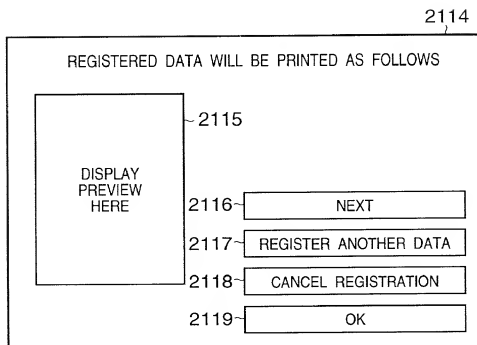 2114
REGISTERED DATA WILL BE PRINTED AS FOLLOWS
2115
DISPLAY
PREVIEW
HERE
2116 NEXT
2117 REGISTER ANOTHER DATA
2118 CANCEL REGISTRATION
2119 OK